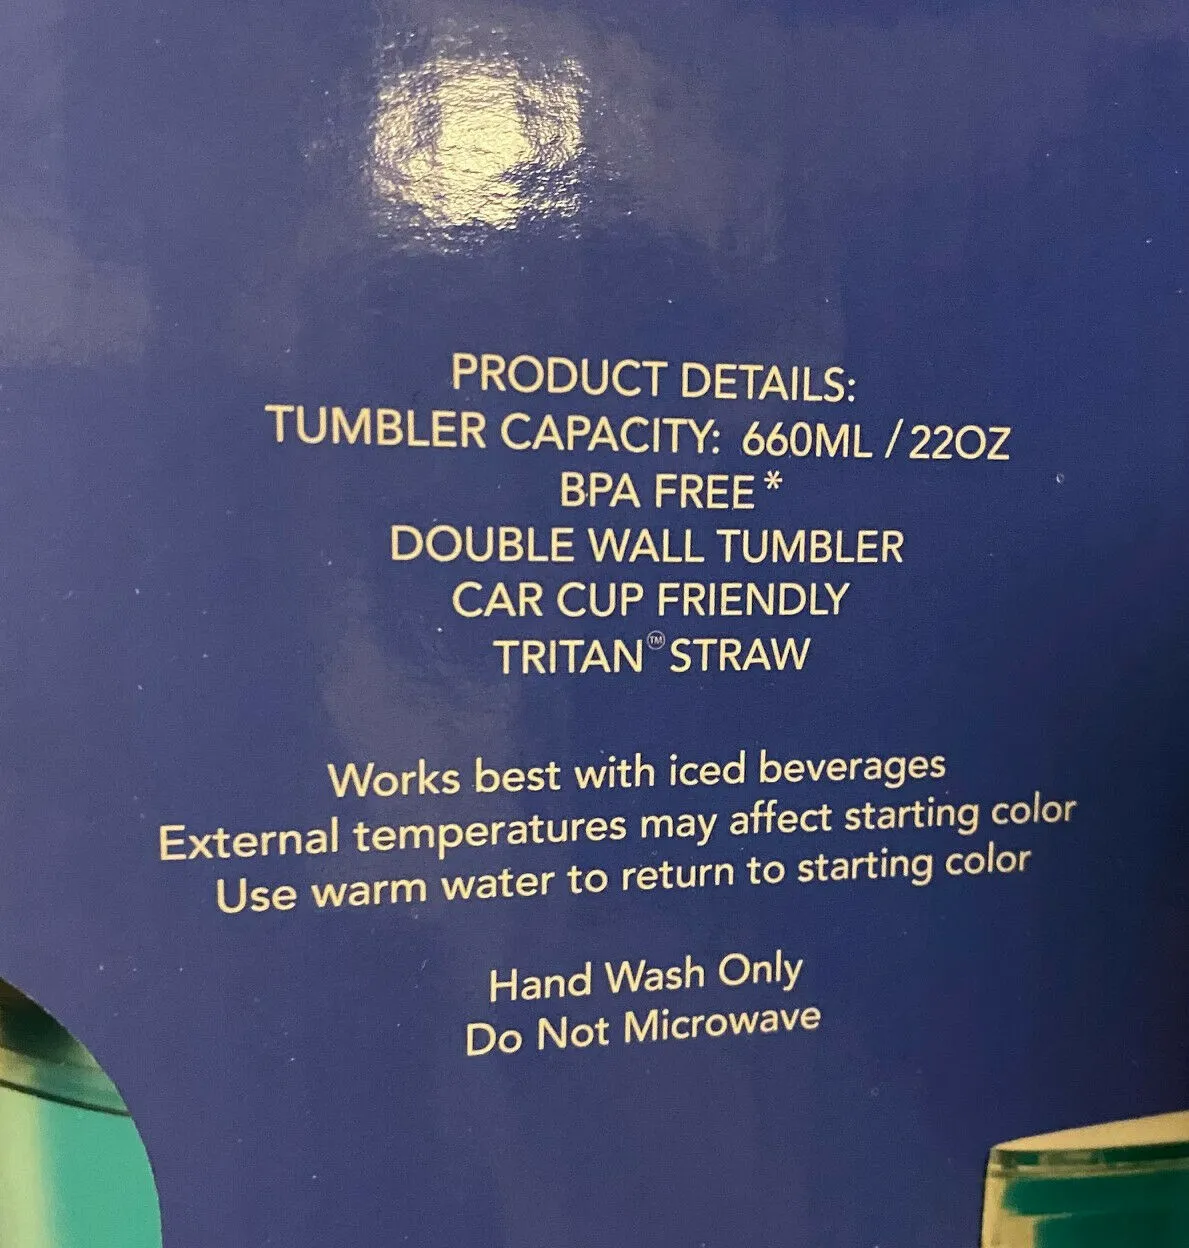 PRODUCT DETAILS:
TUMBLER CAPACITY: 660ML / 22OZ
BPA FREE*
DOUBLE WALL TUMBLER
CAR CUP FRIENDLY
TRITAN™ STRAW
Works best with iced beverages
External temperatures may affect starting color
Use warm water to return to starting color
Hand Wash Only
Do Not Microwave